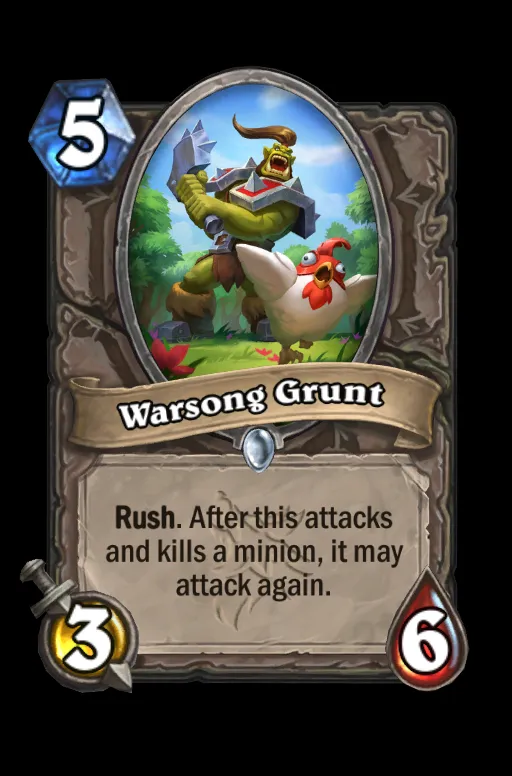 5
Warsong Grunt
Rush. After this attacks
and kills a minion, it may
attack again.
3
6